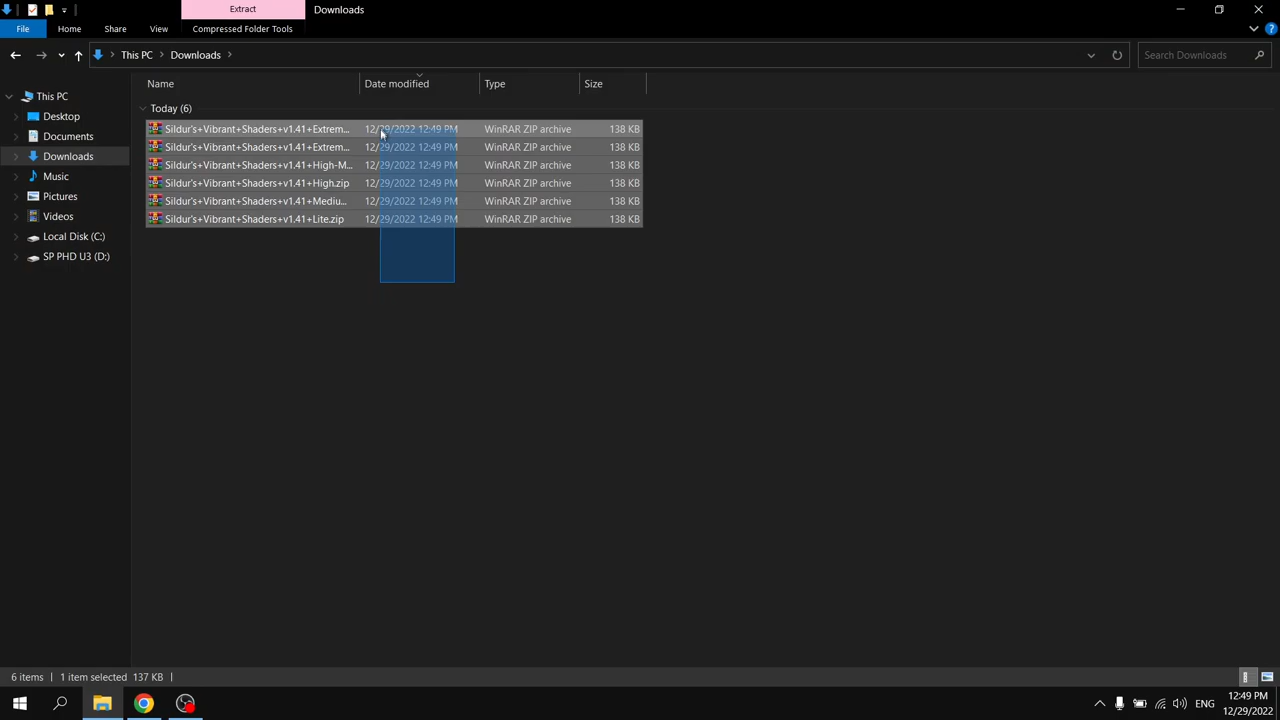 Extract
Downloads
File
Home
Share
View
Compressed Folder Tools
This PC
Downloads
Search Downloads
Name
Date modified
Type
Size
This PC
Desktop
Documents
Downloads
Music
Pictures
Videos
Local Disk (C:)
SP PHD U3 (D:)
Today (6)
Sildur's+Vibrant+Shaders+v1.41+Extrem... 12/29/2022 12:49 PM WinRAR ZIP archive 138 KB
Sildur's+Vibrant+Shaders+v1.41+Extrem... 12/29/2022 12:49 PM WinRAR ZIP archive 138 KB
Sildur's+Vibrant+Shaders+v1.41+High-M... 12/29/2022 12:49 PM WinRAR ZIP archive 138 KB
Sildur's+Vibrant+Shaders+v1.41+High.zip 12/29/2022 12:49 PM WinRAR ZIP archive 138 KB
Sildur's+Vibrant+Shaders+v1.41+Mediu... 12/29/2022 12:49 PM WinRAR ZIP archive 138 KB
Sildur's+Vibrant+Shaders+v1.41+Lite.zip 12/29/2022 12:49 PM WinRAR ZIP archive 138 KB
6 items 1 item selected 137 KB
ENG
12:49 PM
12/29/2022